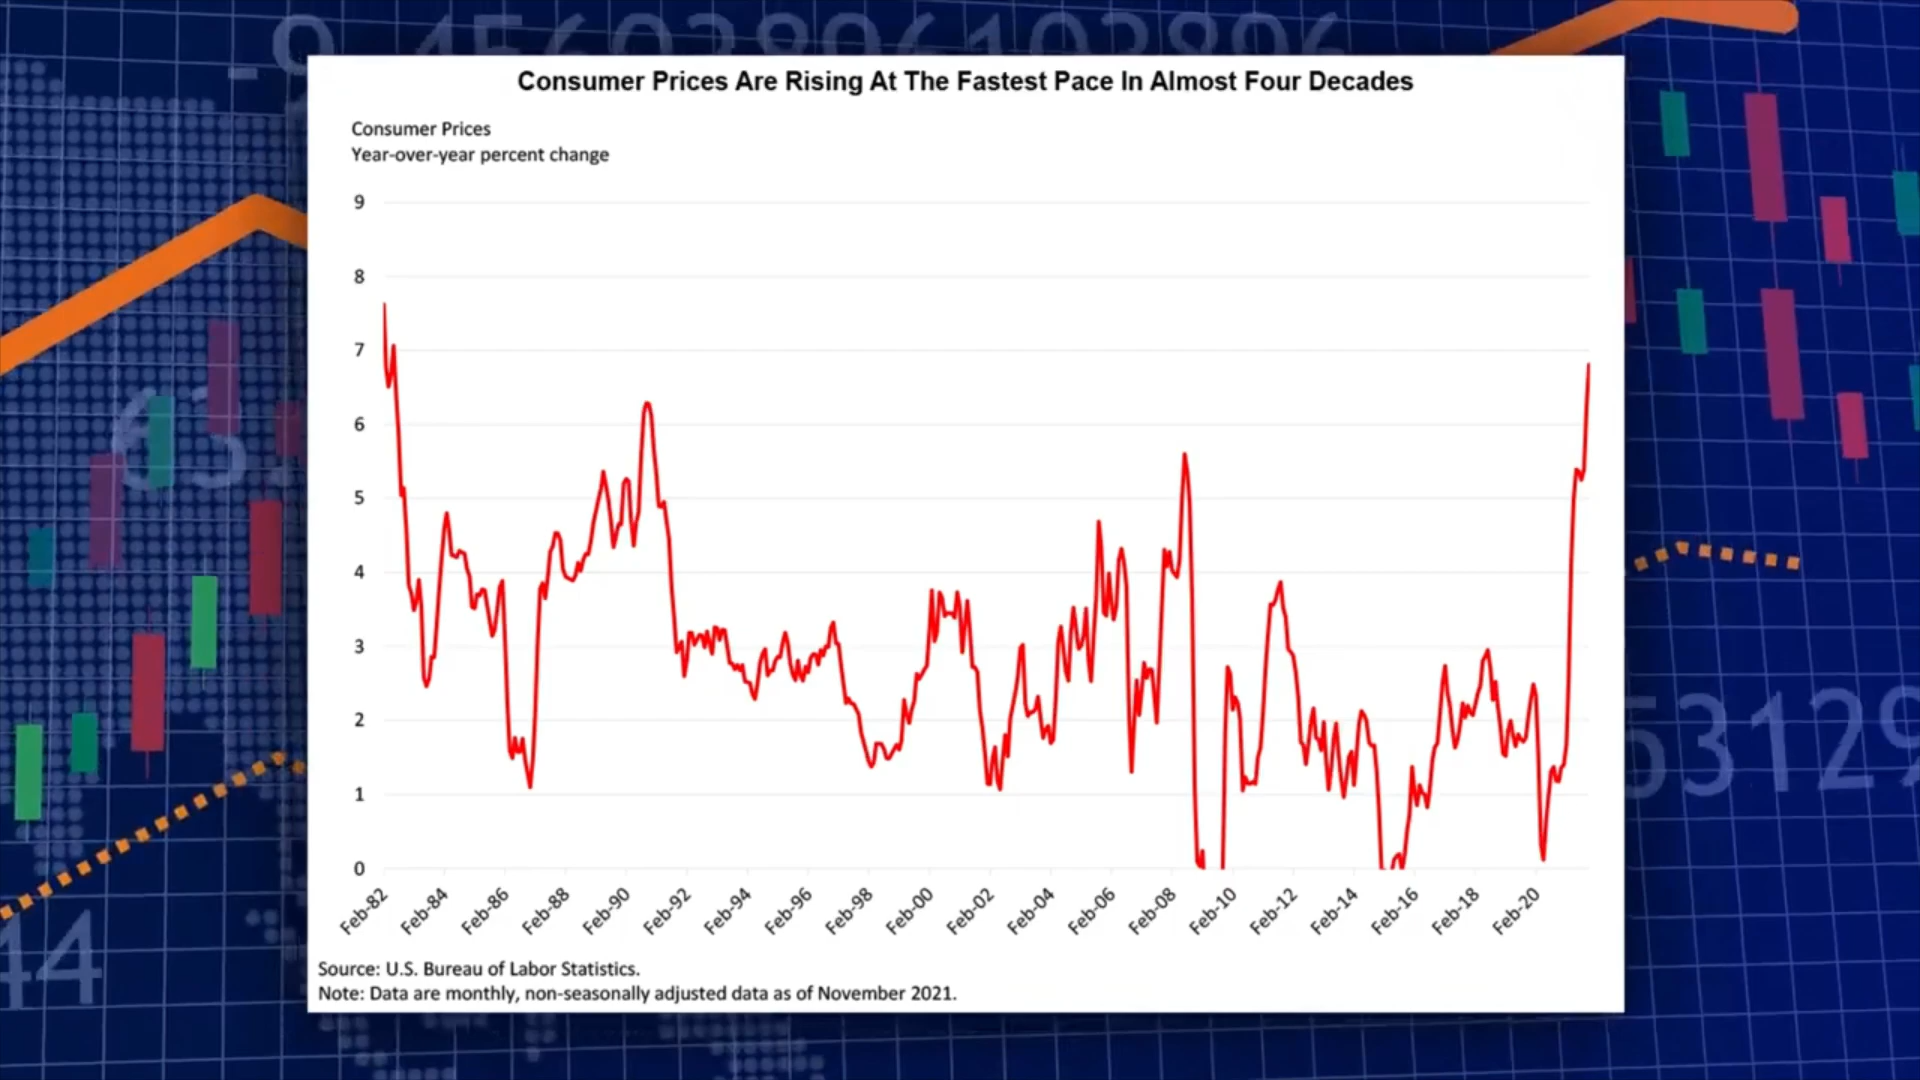 Consumer Prices Are Rising At The Fastest Pace In Almost Four Decades
Consumer Prices
Year-over-year percent change
9
8
7
6
5
4
3
2
1
0
Feb-82 Feb-84 Feb-86 Feb-88 Feb-90 Feb-92 Feb-94 Feb-96 Feb-98 Feb-00 Feb-02 Feb-04 Feb-06 Feb-08 Feb-10 Feb-12 Feb-14 Feb-16 Feb-18 Feb-20
Source: U.S. Bureau of Labor Statistics.
Note: Data are monthly, non-seasonally adjusted data as of November 2021.
44